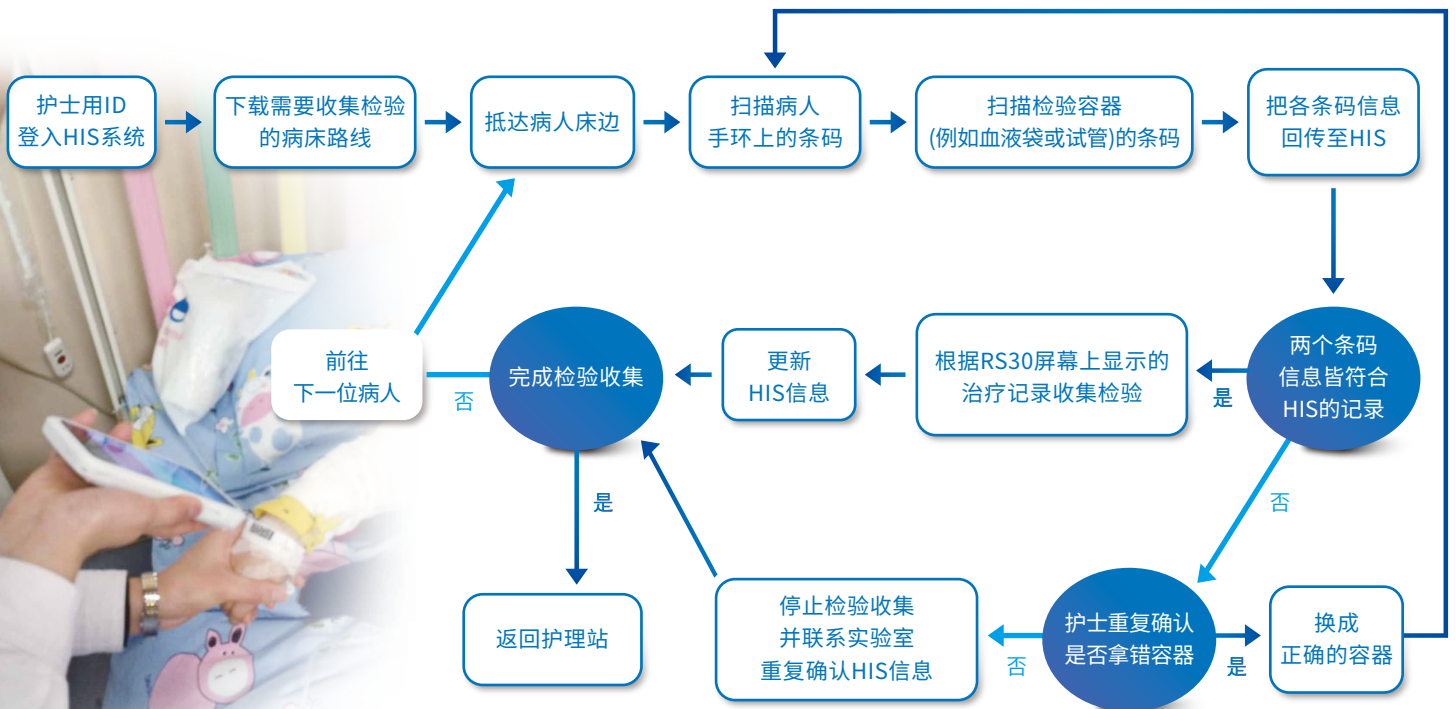 护士用ID
登入HIS系统
下载需要收集检验
的病床路线
抵达病人床边
扫描病人
手环上的条码
扫描检验容器
(例如血液袋或试管)的条码
把各条码信息
回传至HIS
两个条码
信息皆符合
HIS的记录
是
根据RS30屏幕上显示的
治疗记录收集检验
更新
HIS信息
完成检验收集
否
前往
下一位病人
是
返回护理站
否
护士重复确认
是否拿错容器
是
换成
正确的容器
否
停止检验收集
并联系实验室
重复确认HIS信息